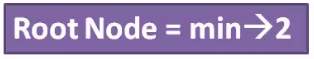 Root Node = min→2